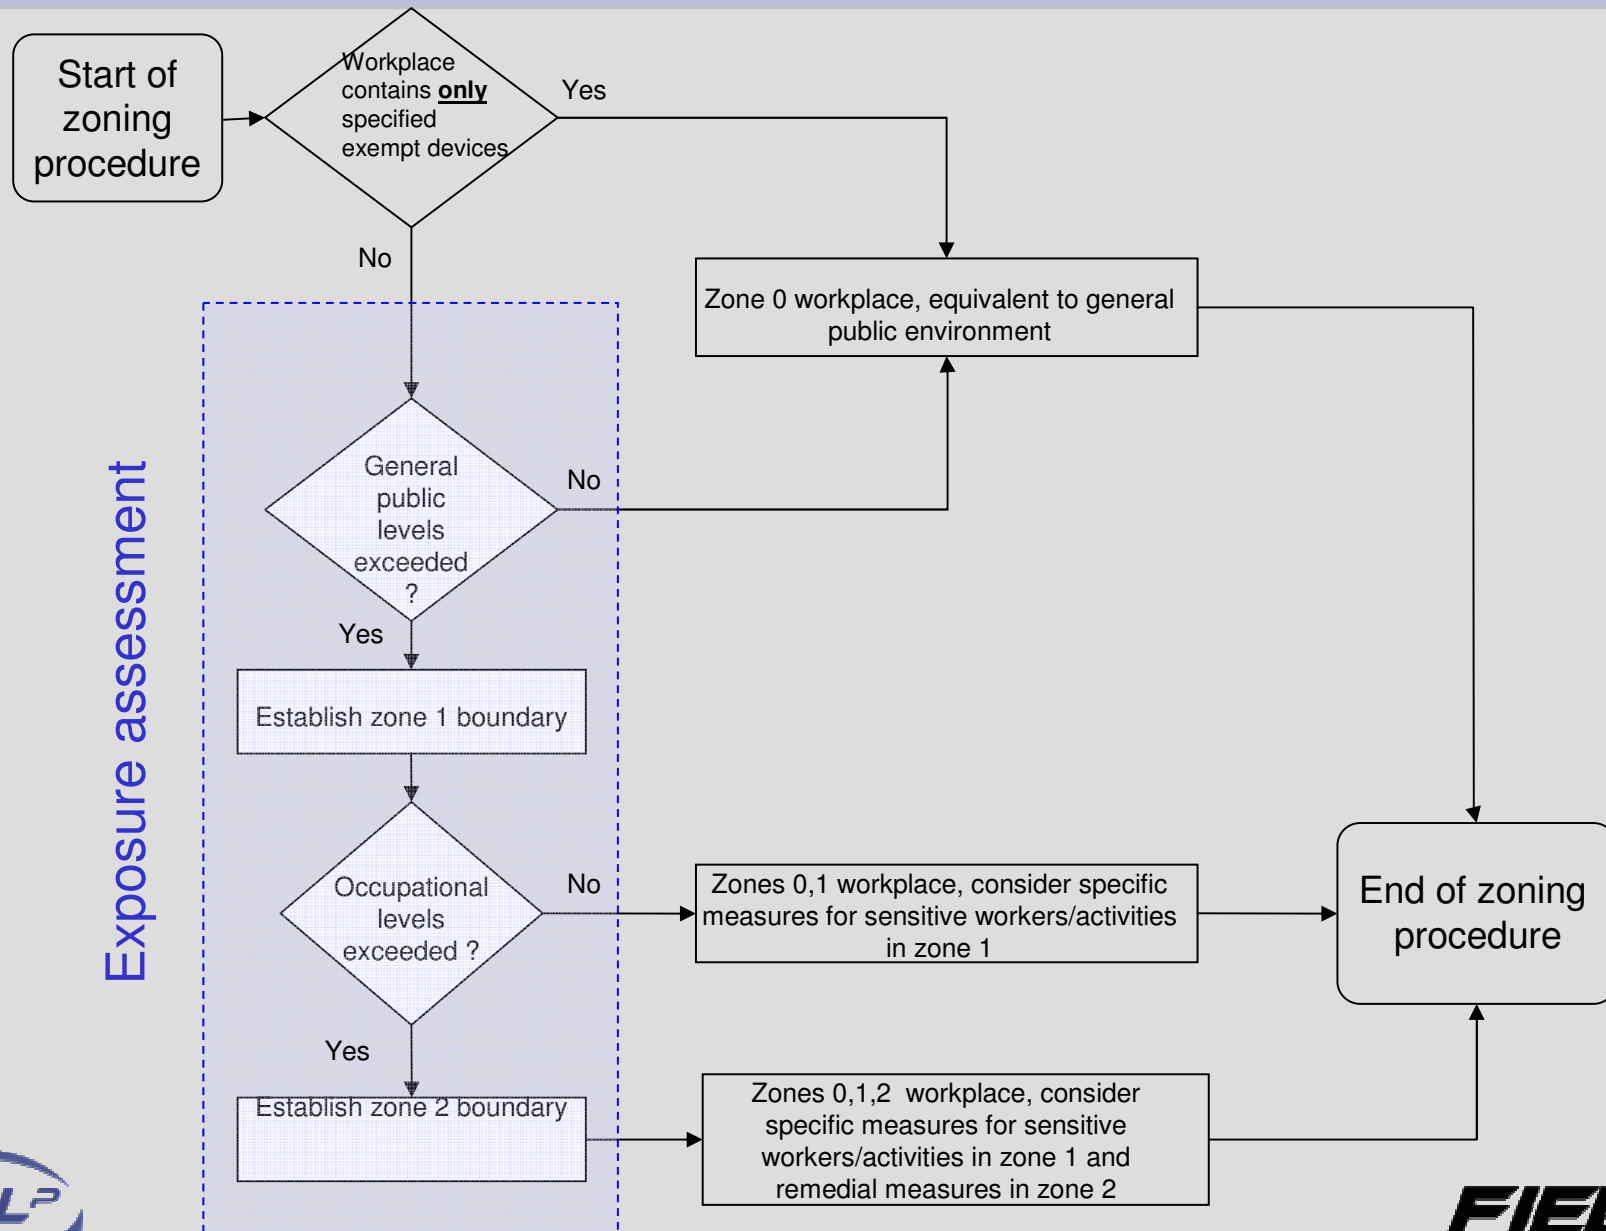 Start of
zoning
procedure
Workplace
contains only
specified
exempt devices
Yes
No
Zone 0 workplace, equivalent to general
public environment
General
public
levels
exceeded
?
No
Yes
Exposure assessment
Establish zone 1 boundary
Occupational
levels
exceeded ?
No
Zones 0,1 workplace, consider specific
measures for sensitive workers/activities
in zone 1
End of zoning
procedure
Yes
Establish zone 2 boundary
Zones 0,1,2 workplace, consider
specific measures for sensitive
workers/activities in zone 1 and
remedial measures in zone 2